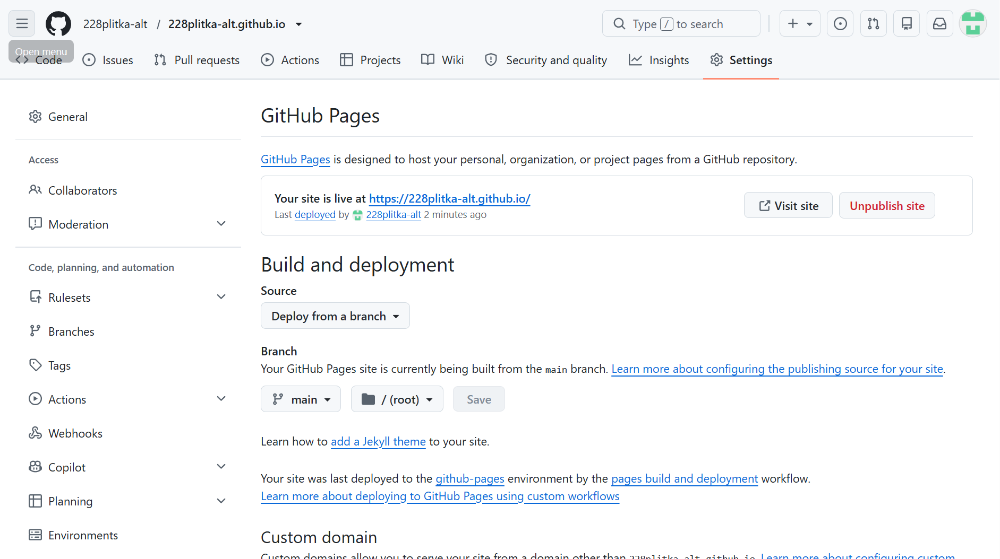 228plitka-alt / 228plitka-alt.github.io
Type / to search
Open menu
Code
Issues
Pull requests
Actions
Projects
Wiki
Security and quality
Insights
Settings
General
Access
Collaborators
Moderation
Code, planning, and automation
Rulesets
Branches
Tags
Actions
Webhooks
Copilot
Planning
Environments
GitHub Pages
GitHub Pages is designed to host your personal, organization, or project pages from a GitHub repository.
Your site is live at https://228plitka-alt.github.io/
Last deployed by 228plitka-alt 2 minutes ago
Visit site
Unpublish site
Build and deployment
Source
Deploy from a branch
Branch
Your GitHub Pages site is currently being built from the main branch. Learn more about configuring the publishing source for your site.
main
/ (root)
Save
Learn how to add a Jekyll theme to your site.
Your site was last deployed to the github-pages environment by the pages build and deployment workflow.
Learn more about deploying to GitHub Pages using custom workflows
Custom domain
Custom domains allow you to serve your site from a domain other than 228plitka-alt.github.io. Learn more about configuring custom